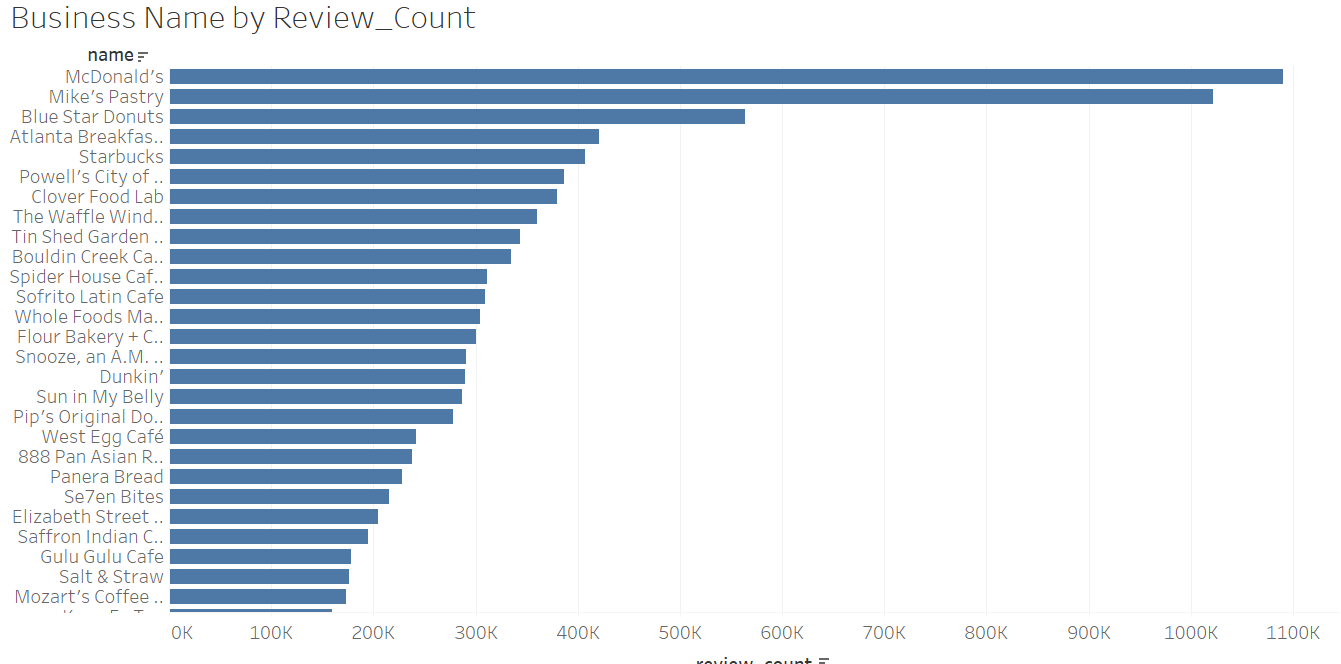 Business Name by Review_Count
name
McDonald's
Mike's Pastry
Blue Star Donuts
Atlanta Breakfas..
Starbucks
Powell's City of ..
Clover Food Lab
The Waffle Wind..
Tin Shed Garden ..
Bouldin Creek Ca..
Spider House Caf..
Sofrito Latin Cafe
Whole Foods Ma..
Flour Bakery + C..
Snooze, an A.M. ..
Dunkin'
Sun in My Belly
Pip's Original Do..
West Egg Café
888 Pan Asian R..
Panera Bread
Se7en Bites
Elizabeth Street ..
Saffron Indian C..
Gulu Gulu Cafe
Salt & Straw
Mozart's Coffee ..
0K 100K 200K 300K 400K 500K 600K 700K 800K 900K 1000K 1100K
review_count